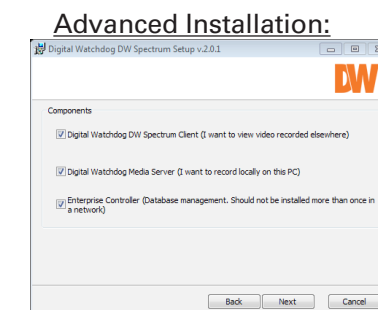 Advanced Installation:
Digital Watchdog DW Spectrum Setup v.2.0.1
DW
Components
Digital Watchdog DW Spectrum Client (I want to view video recorded elsewhere)
Digital Watchdog Media Server (I want to record locally on this PC)
Enterprise Controller (Database management. Should not be installed more than once in
a network)
Back Next Cancel